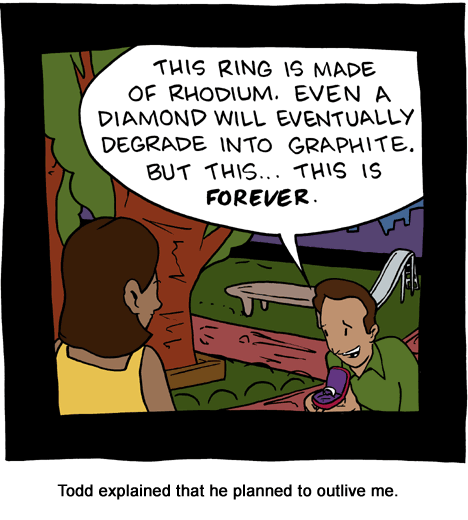 THIS RING IS MADE
OF RHODIUM. EVEN A
DIAMOND WILL EVENTUALLY
DEGRADE INTO GRAPHITE.
BUT THIS... THIS IS
FOREVER.
Todd explained that he planned to outlive me.